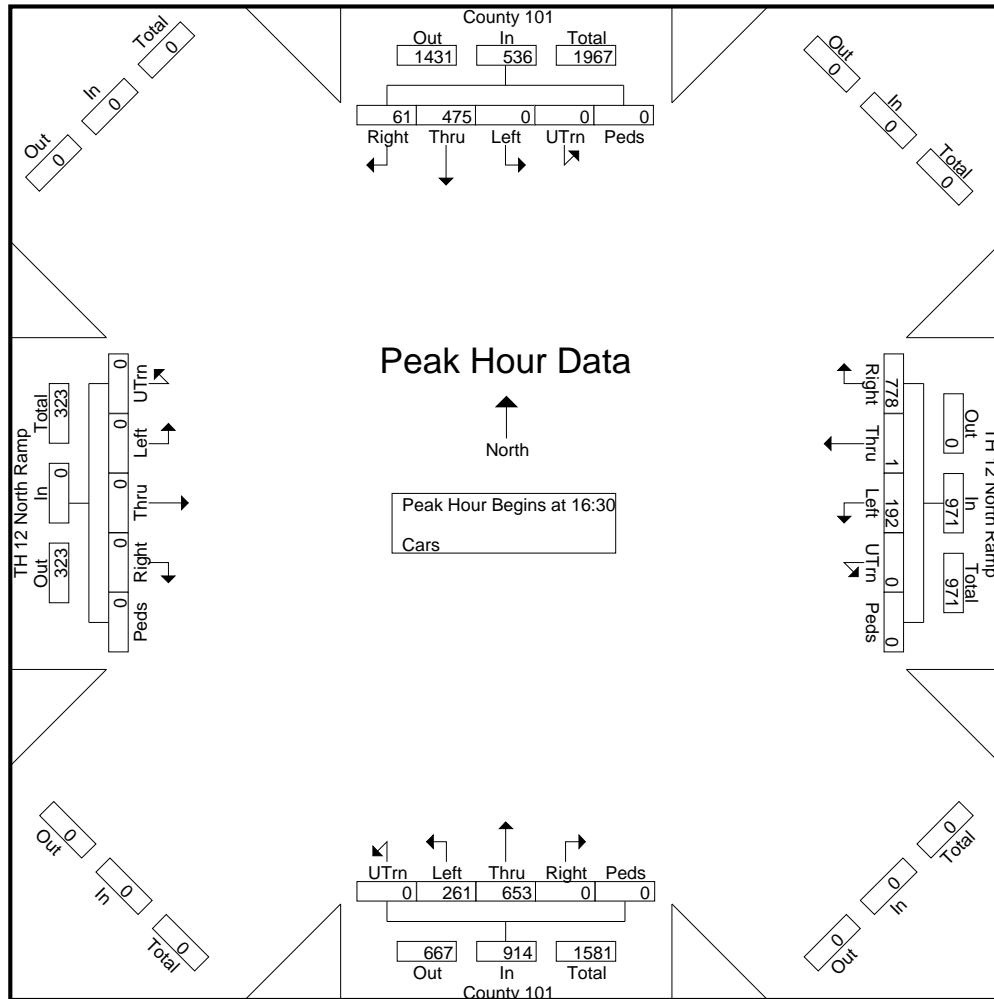 County 101
Out In Total
1431 536 1967
61 475 0 0 0
Right Thru Left UTrn Peds
Out In Total
0 0 0
Out In Total
0 0 0
TH 12 North Ramp
Total In Out
323 0 323
0 0 0 0 0
UTrn Left Thru Right Peds
Peak Hour Data
North
Peak Hour Begins at 16:30
Cars
Right Thru Left UTrn Peds
778 1 192 0 0
Out In Total
0 971 971
TH 12 North Ramp
Out In Total
0 0 0
Total In Out
0 0 0
UTrn Left Thru Right Peds
0 261 653 0 0
667 914 1581
Out In Total
County 101